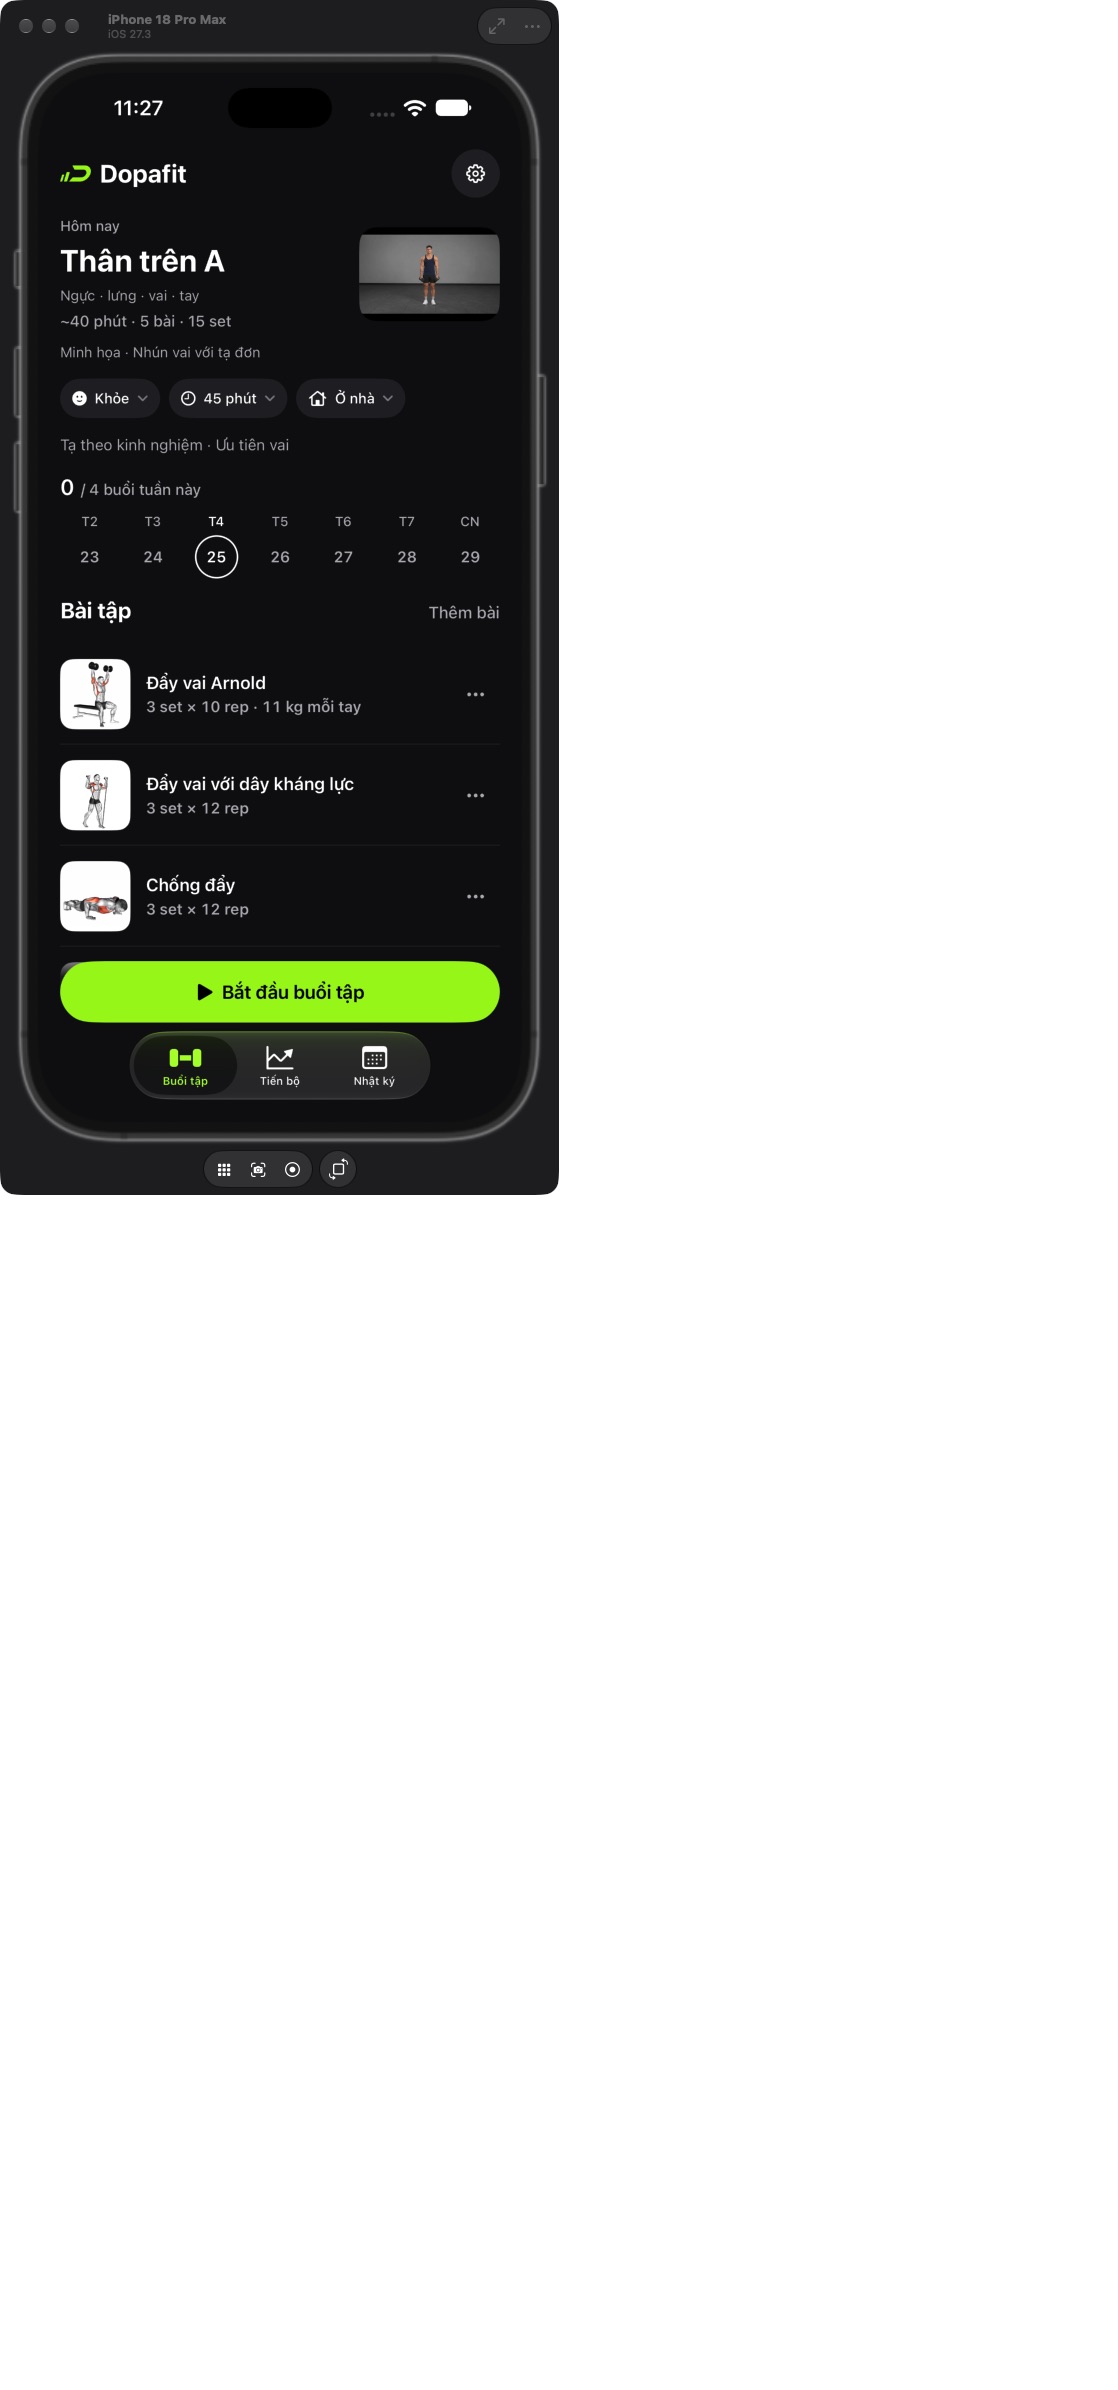 iPhone 18 Pro Max
iOS 27.3
11:27
Dopafit
Hôm nay
Thân trên A
Ngực · lưng · vai · tay
~40 phút · 5 bài · 15 set
Minh họa · Nhún vai với tạ đơn
Khỏe
45 phút
Ở nhà
Tạ theo kinh nghiệm · Ưu tiên vai
0 / 4 buổi tuần này
T2 T3 T4 T5 T6 T7 CN
23 24 25 26 27 28 29
Bài tập
Thêm bài
Đẩy vai Arnold
3 set × 10 rep · 11 kg mỗi tay
Đẩy vai với dây kháng lực
3 set × 12 rep
Chống đẩy
3 set × 12 rep
Bắt đầu buổi tập
Buổi tập
Tiến bộ
Nhật ký